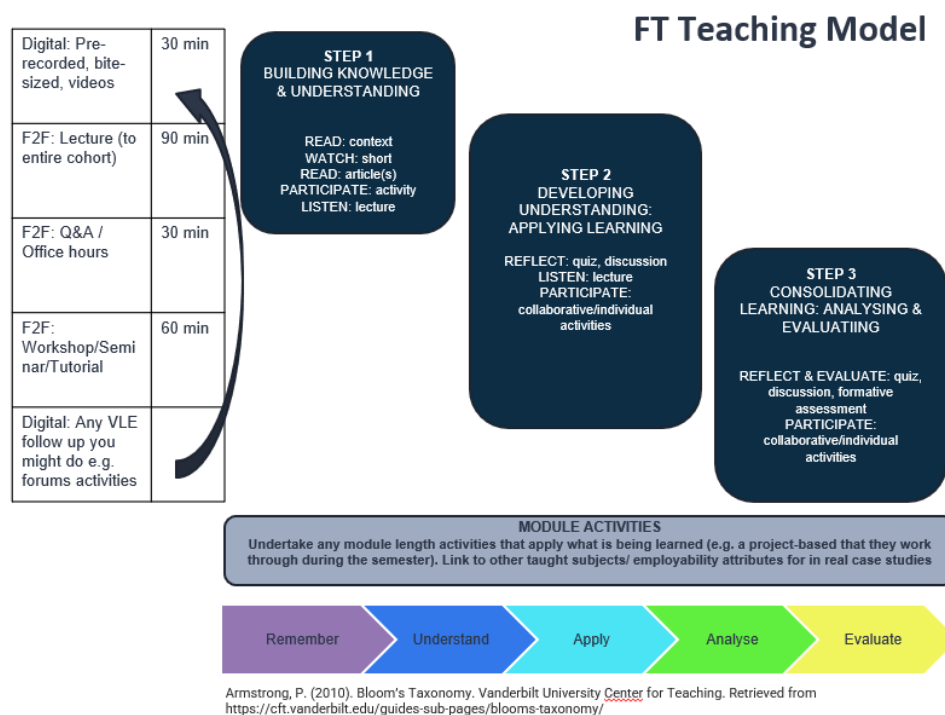 FT Teaching Model
Digital: Pre-
recorded, bite-
sized, videos
30 min
F2F: Lecture (to
entire cohort)
90 min
F2F: Q&A /
Office hours
30 min
F2F:
Workshop/Semi
nar/Tutorial
60 min
Digital: Any VLE
follow up you
might do e.g.
forums activities
STEP 1
BUILDING KNOWLEDGE
& UNDERSTANDING
READ: context
WATCH: short
READ: article(s)
PARTICIPATE: activity
LISTEN: lecture
STEP 2
DEVELOPING
UNDERSTANDING:
APPLYING LEARNING
REFLECT: quiz, discussion
LISTEN: lecture
PARTICIPATE:
collaborative/individual
activities
STEP 3
CONSOLIDATING
LEARNING: ANALYSING &
EVALUATIING
REFLECT & EVALUATE: quiz,
discussion, formative
assessment
PARTICIPATE:
collaborative/individual
activities
MODULE ACTIVITIES
Undertake any module length activities that apply what is being learned (e.g. a project-based that they work
through during the semester). Link to other taught subjects/ employability attributes for in real case studies
Remember
Understand
Apply
Analyse
Evaluate
Armstrong, P. (2010). Bloom's Taxonomy. Vanderbilt University Center for Teaching. Retrieved from
https://cft.vanderbilt.edu/guides-sub-pages/blooms-taxonomy/